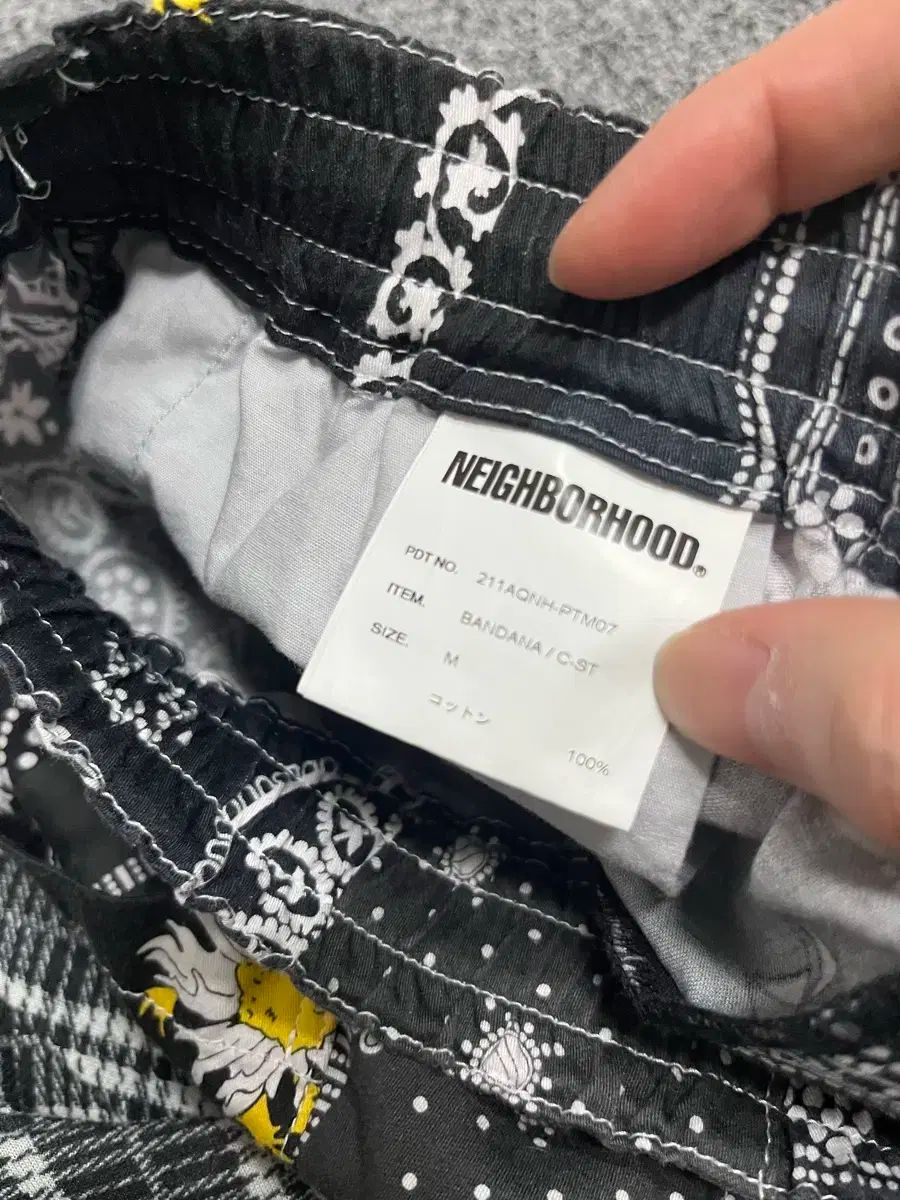 NEIGHBORHOOD®
PDT NO. 211AQNH-PTM07
ITEM. BANDANA / C-ST
SIZE. M
コットン 100%